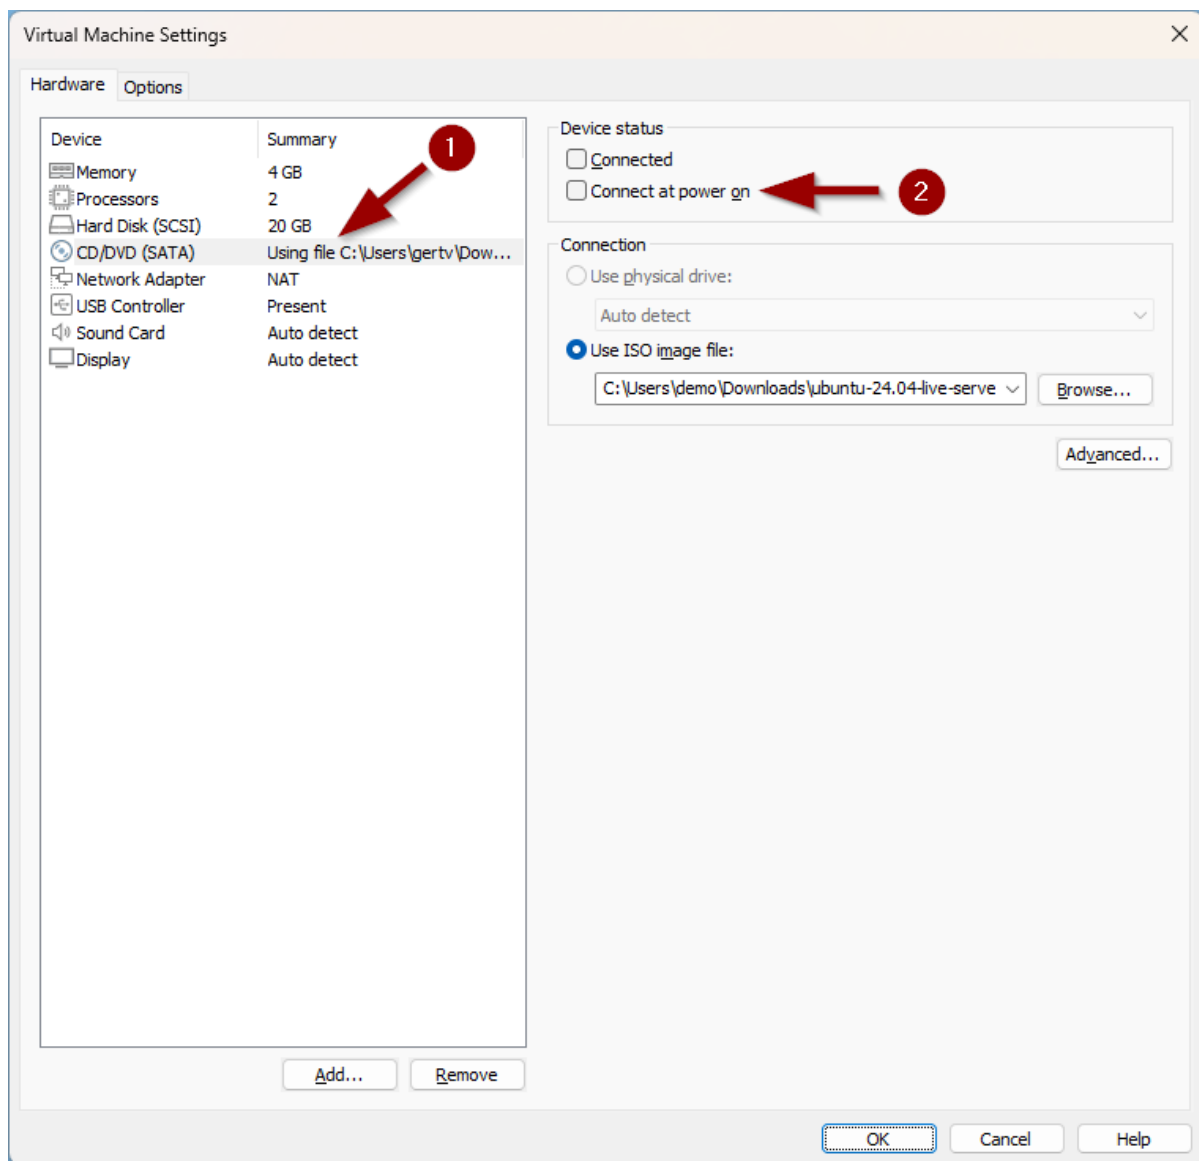 Virtual Machine Settings
Hardware Options
Device Summary
Memory 4 GB
Processors 2
Hard Disk (SCSI) 20 GB
CD/DVD (SATA) Using file C:\Users\gertv\Dow...
Network Adapter NAT
USB Controller Present
Sound Card Auto detect
Display Auto detect
1
Add... Remove
Device status
Connected
Connect at power on
2
Connection
Use physical drive:
Auto detect
Use ISO image file:
C:\Users\demo\Downloads\ubuntu-24.04-live-serve Browse...
Advanced...
OK Cancel Help